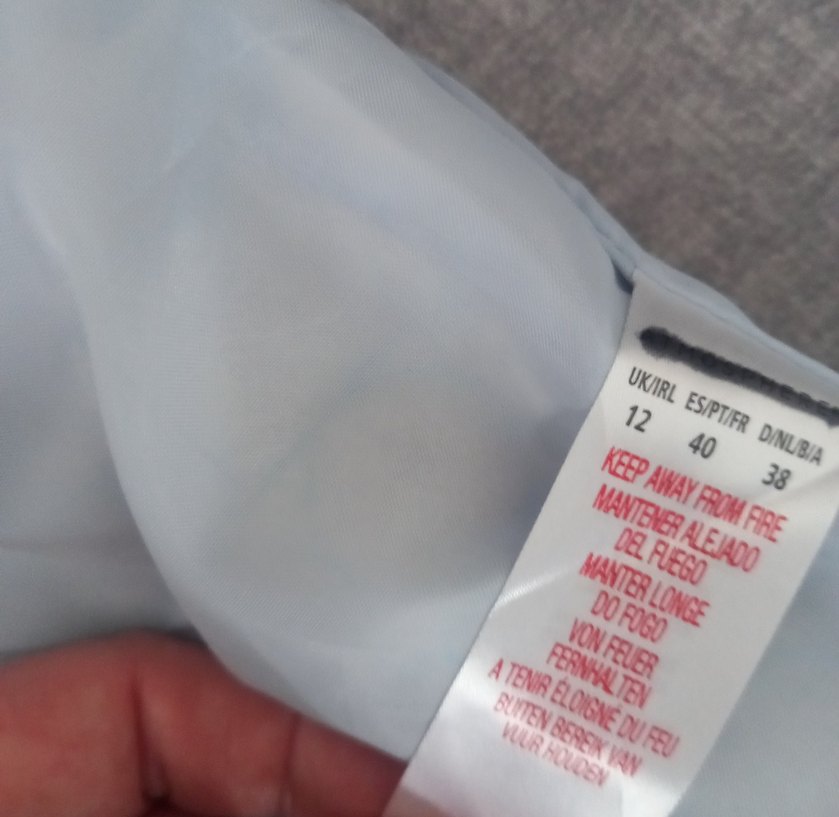 UK/IRL ES/PT/FR D/NL/B/A
12 40 38
KEEP AWAY FROM FIRE
MANTENER ALEJADO
DEL FUEGO
MANTER LONGE
DO FOGO
VON FEUER
FERNHALTEN
A TENIR ÉLOIGNE DU FEU
BUITEN BEREIK VAN
VUUR HOUDEN